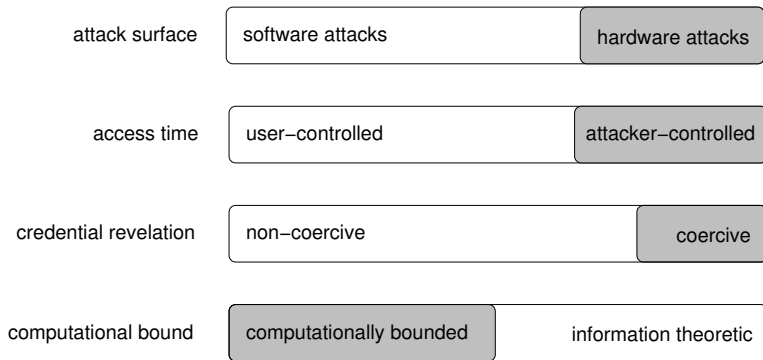 attack surface software attacks hardware attacks
access time user−controlled attacker−controlled
credential revelation non−coercive coercive
computational bound computationally bounded information theoretic